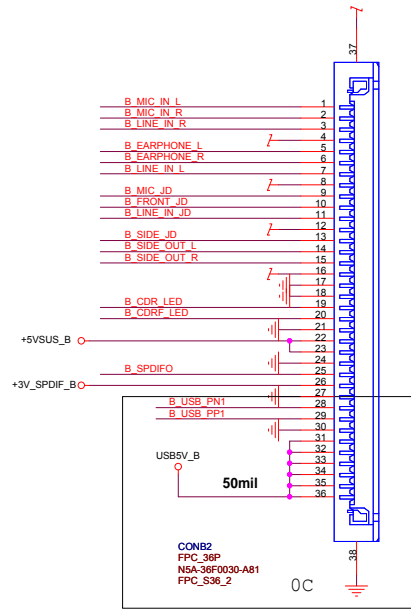 37
B_MIC_IN_L 1
B_MIC_IN_R 2
B_LINE_IN_R 3
4
B_EARPHONE_L 5
B_EARPHONE_R 6
B_LINE_IN_L 7
8
B_MIC_JD 9
B_FRONT_JD 10
B_LINE_IN_JD 11
12
B_SIDE_JD 13
B_SIDE_OUT_L 14
B_SIDE_OUT_R 15
16
17
18
B_CDR_LED 19
B_CDRF_LED 20
21
+5VSUS_B 22
23
24
B_SPDIFO 25
+3V_SPDIF_B 26
27
B_USB_PN1 28
B_USB_PP1 29
30
31
USB5V_B 32
33
34
50mil 35
36
CONB2
FPC_36P
N5A-36F0030-A81
FPC_S36_2
0C
38